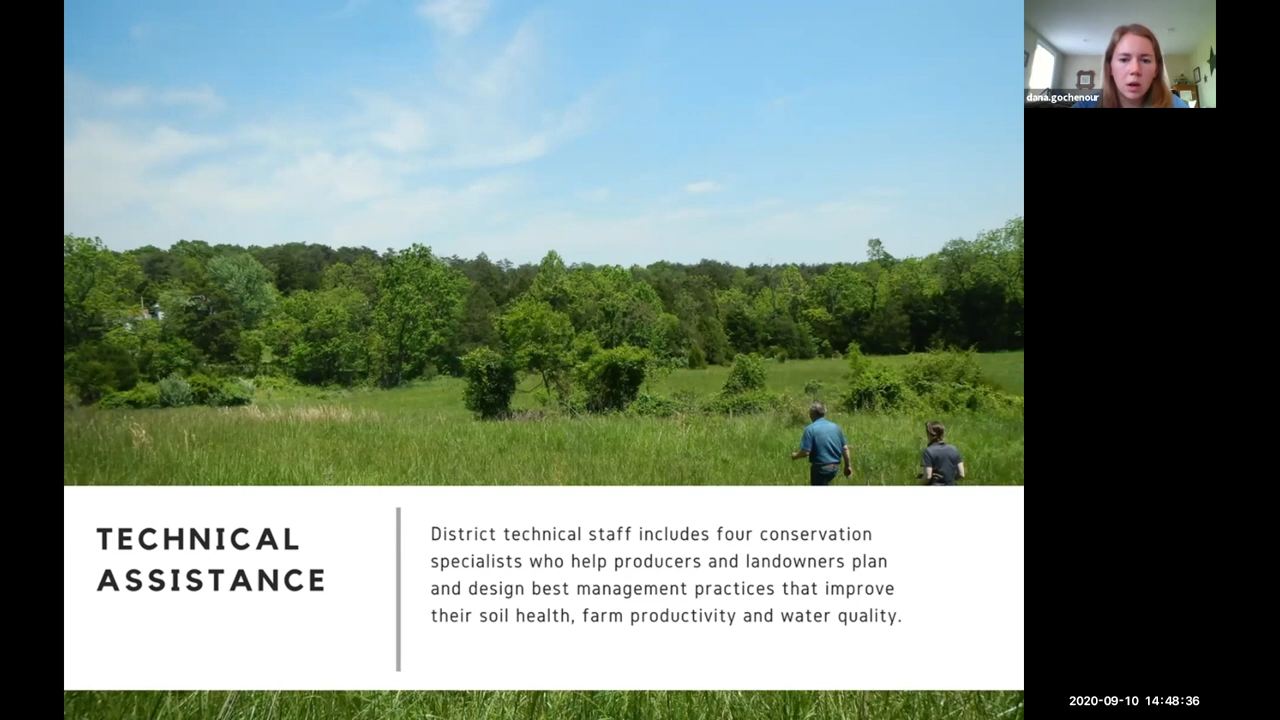 dana.gochenour
TECHNICAL
ASSISTANCE
District technical staff includes four conservation
specialists who help producers and landowners plan
and design best management practices that improve
their soil health, farm productivity and water quality.
2020-09-10 14:48:36